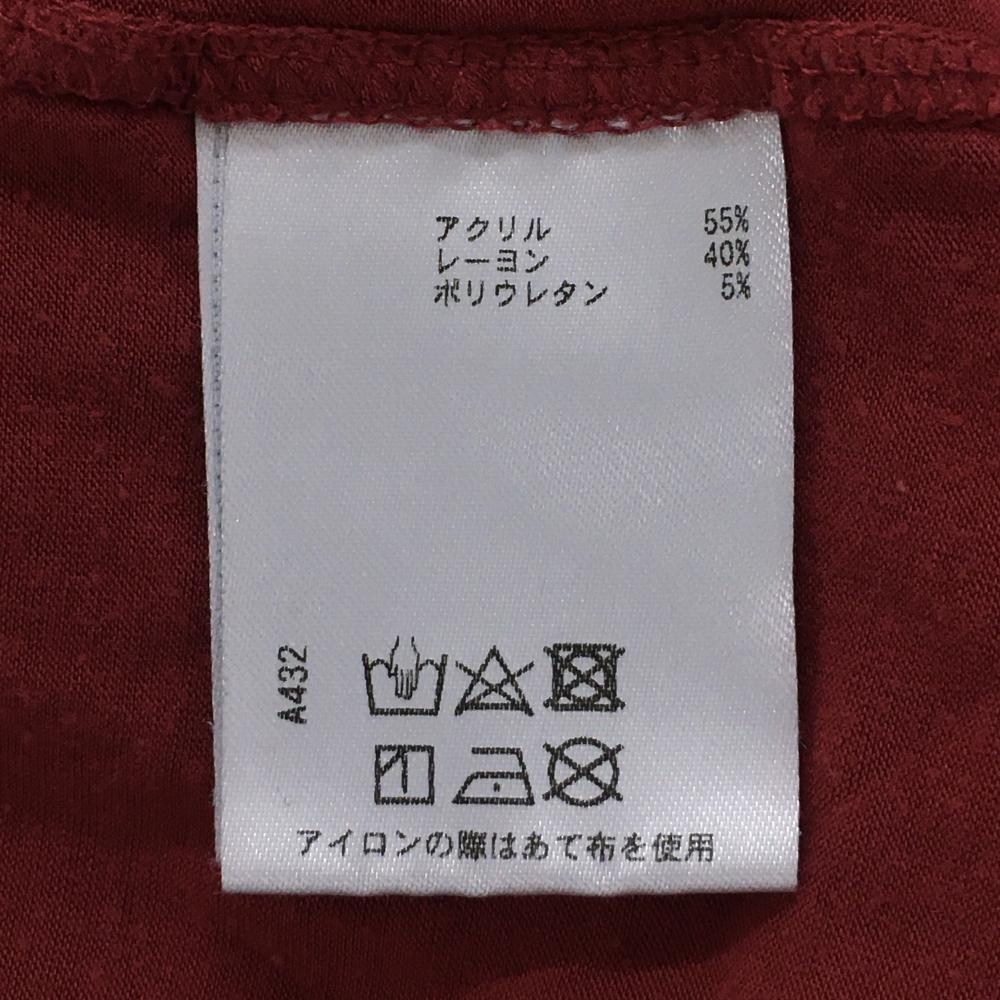 アクリル 55%
レーヨン 40%
ポリウレタン 5%
A432
アイロンの際はあて布を使用